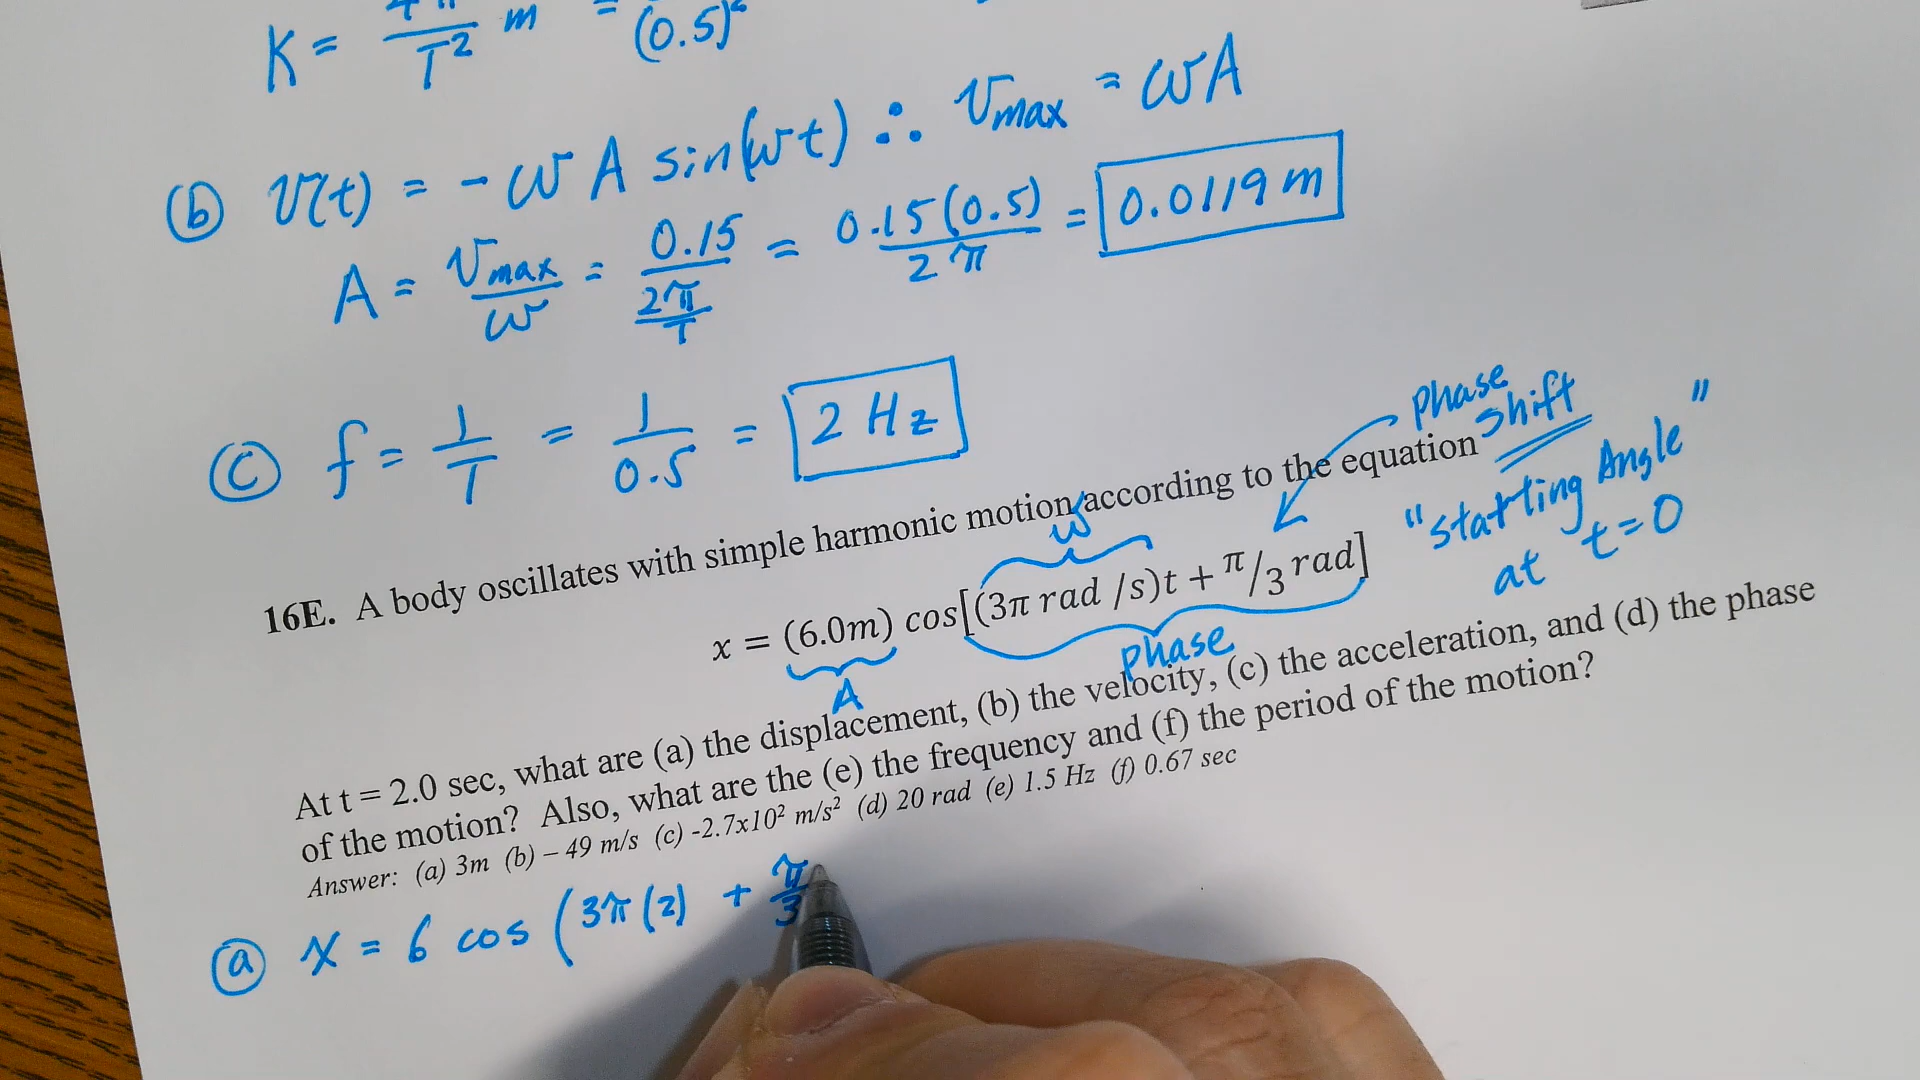 K = /T² m = /(0.5)²
(b) v(t) = -ωA sin(ωt) ∴ vmax = ωA
A = vmax/ω = 0.15/(2π/T) = 0.15(0.5)/2π = 0.0119 m
(c) f = 1/T = 1/0.5 = 2 Hz
phase shift
"starting Angle"
at t=0
16E. A body oscillates with simple harmonic motion according to the equation
ω
x = (6.0m) cos[(3π rad /s)t + π/3 rad]
A
phase
At t = 2.0 sec, what are (a) the displacement, (b) the velocity, (c) the acceleration, and (d) the phase
of the motion? Also, what are the (e) the frequency and (f) the period of the motion?
Answer: (a) 3m (b) – 49 m/s (c) -2.7x10² m/s² (d) 20 rad (e) 1.5 Hz (f) 0.67 sec
(a) x = 6 cos (3π(2) + π/3